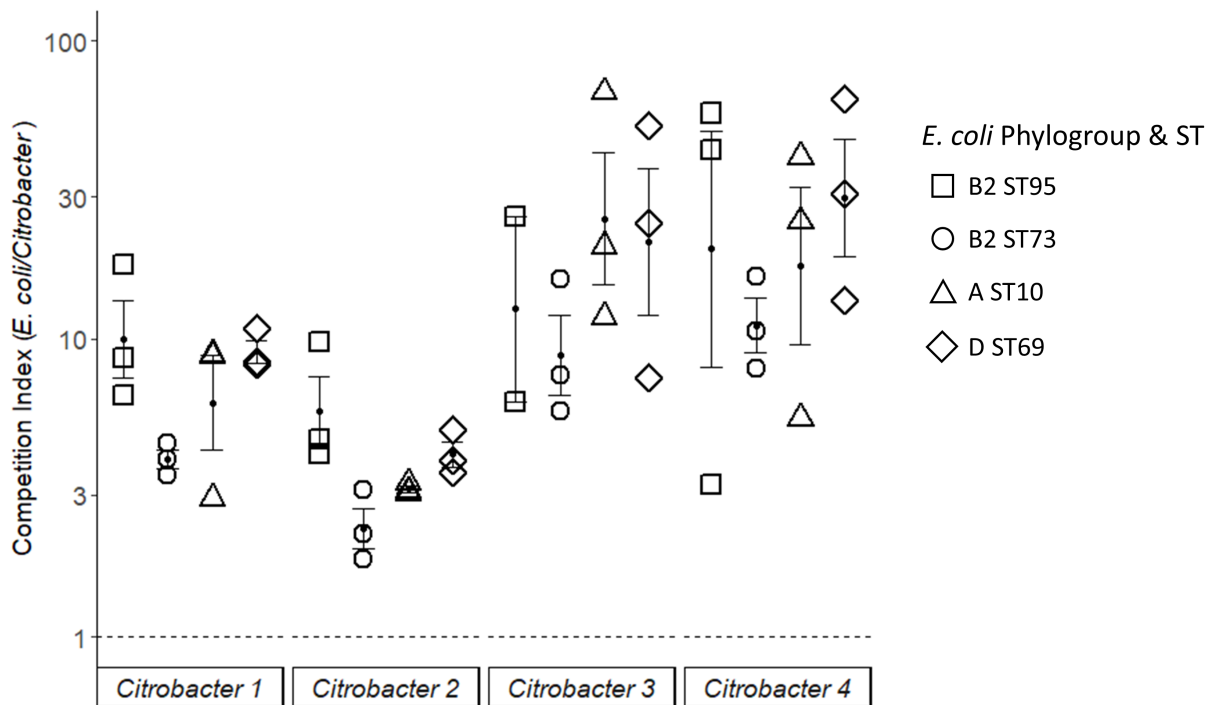 Competition Index (E. coli/Citrobacter)
100
30
10
3
1
Citrobacter 1
Citrobacter 2
Citrobacter 3
Citrobacter 4
E. coli Phylogroup & ST
B2 ST95
B2 ST73
A ST10
D ST69